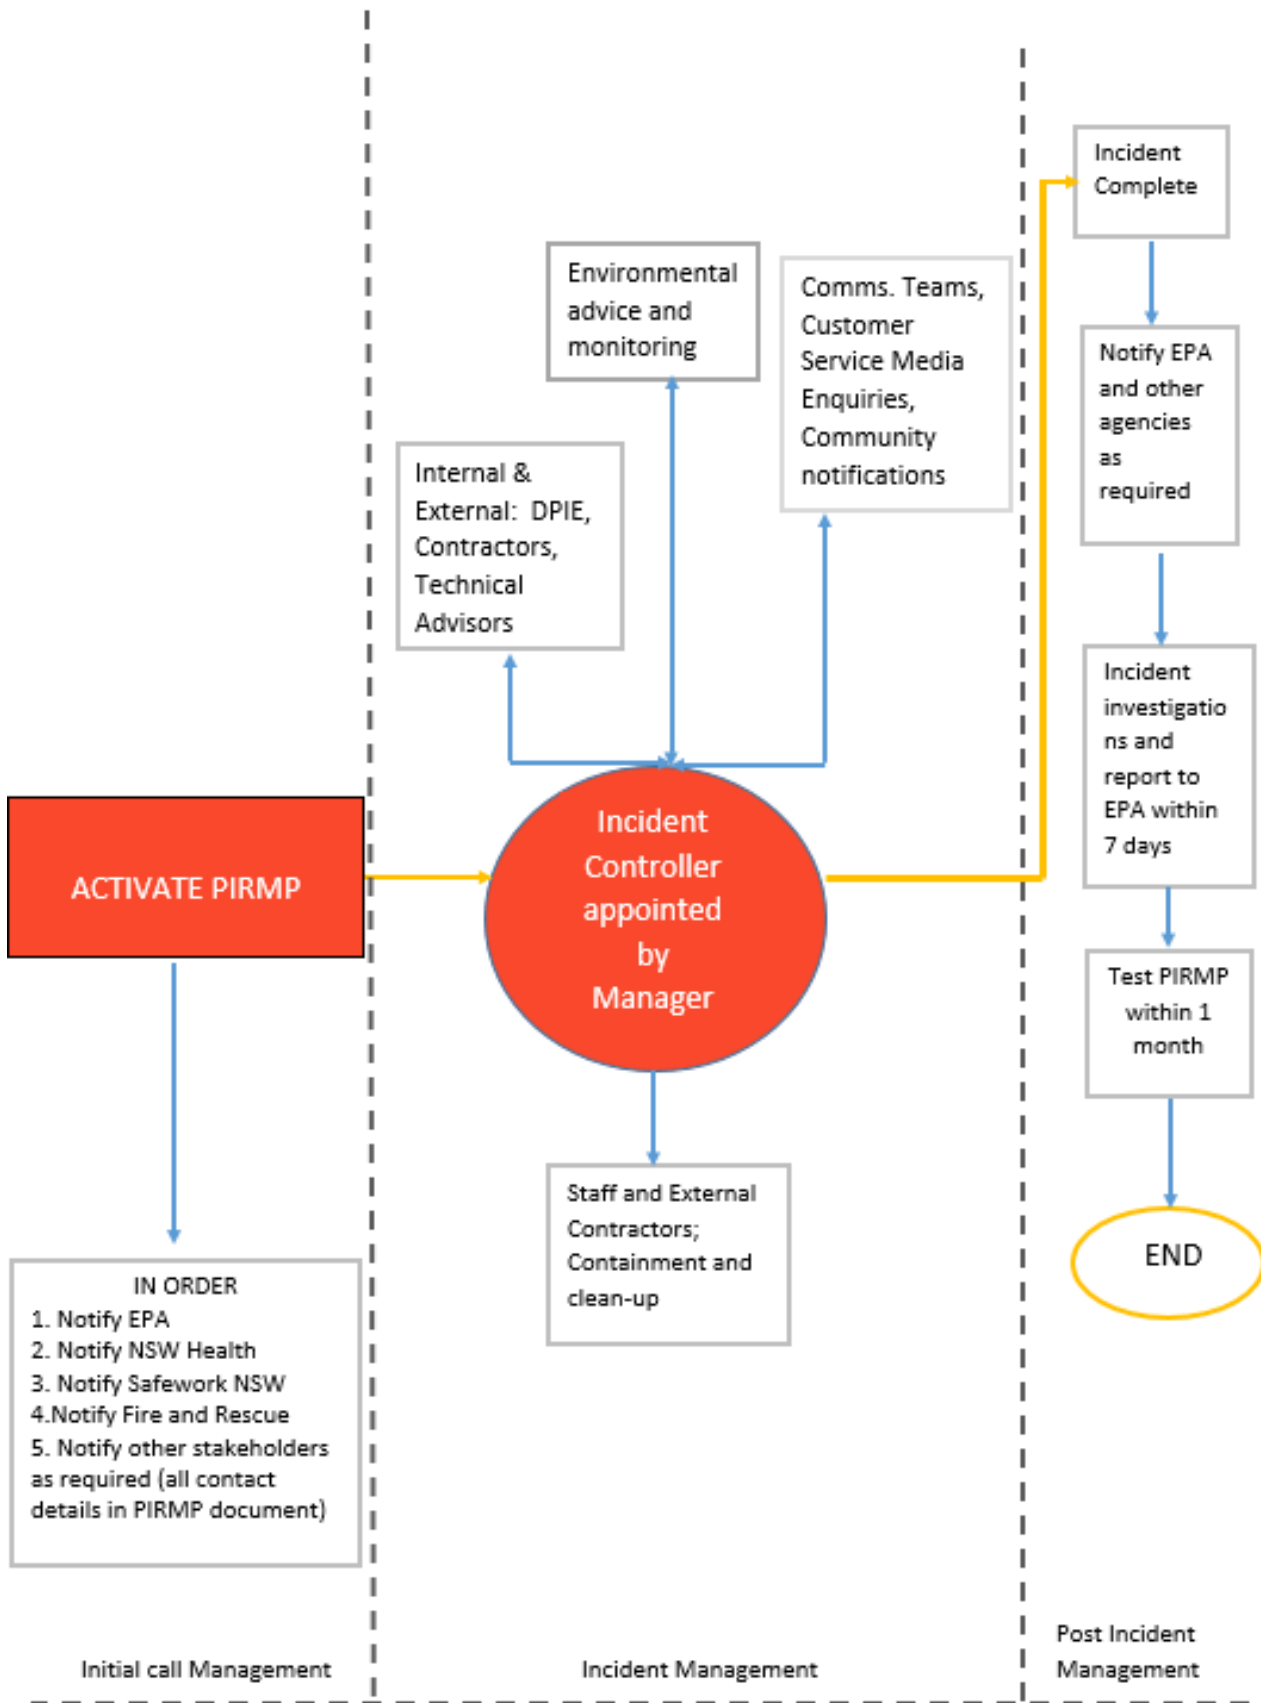 ACTIVATE PIRMP
IN ORDER
1. Notify EPA
2. Notify NSW Health
3. Notify Safework NSW
4.Notify Fire and Rescue
5. Notify other stakeholders
as required (all contact
details in PIRMP document)
Initial call Management
Internal &
External:  DPIE,
Contractors,
Technical
Advisors
Environmental
advice and
monitoring
Comms. Teams,
Customer
Service Media
Enquiries,
Community
notifications
Incident
Controller
appointed
by
Manager
Staff and External
Contractors;
Containment and
clean-up
Incident Management
Incident
Complete
Notify EPA
and other
agencies
as
required
Incident
investigatio
ns and
report to
EPA within
7 days
Test PIRMP
within 1
month
END
Post Incident
Management